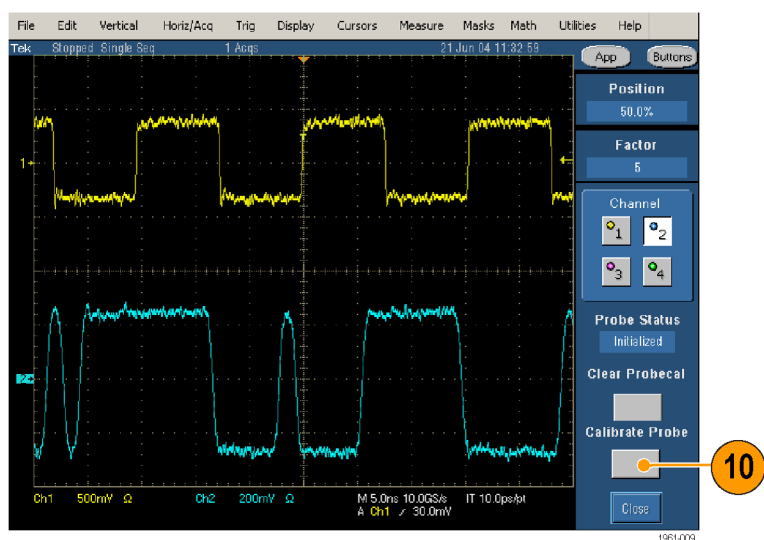 File Edit Vertical Horiz/Acq Trig Display Cursors Measure Masks Math Utilities Help
Tek Stopped Single Seq 1 Acqs 21 Jun 04 11:32:59
App Buttons
Position
50.0%
Factor
5
Channel
1 2
3 4
Probe Status
Initialized
Clear Probecal
Calibrate Probe
Close
1
2
Ch1 500mV Ω Ch2 200mV Ω M 5.0ns 10.0GS/s IT 10.0ps/pt
A Ch1 ∕ 30.0mV
10
1961-009